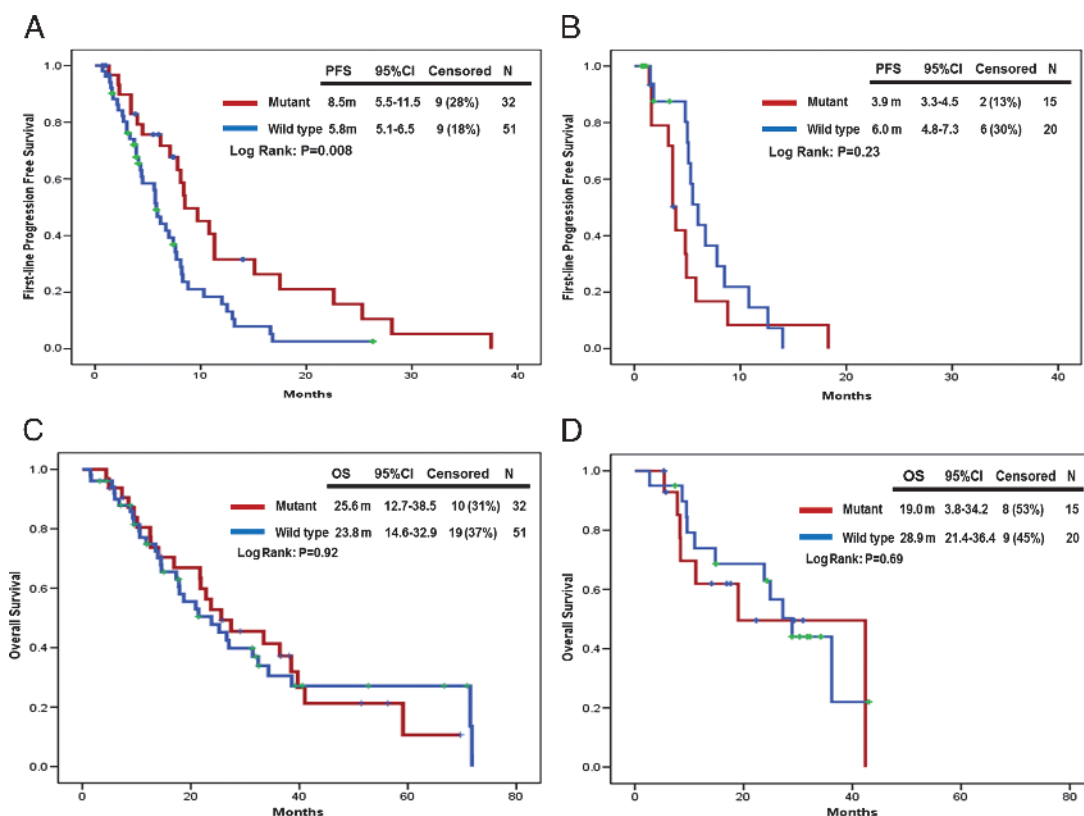 A
PFS 95%CI Censored N
Mutant 8.5m 5.5-11.5 9 (28%) 32
Wild type 5.8m 5.1-6.5 9 (18%) 51
Log Rank: P=0.008
First-line Progression Free Survival
1.0
0.8
0.6
0.4
0.2
0.0
0 10 20 30 40
Months
B
PFS 95%CI Censored N
Mutant 3.9 m 3.3-4.5 2 (13%) 15
Wild type 6.0 m 4.8-7.3 6 (30%) 20
Log Rank: P=0.23
First-line Progression Free Survival
1.0
0.8
0.6
0.4
0.2
0.0
0 10 20 30 40
Months
C
OS 95%CI Censored N
Mutant 25.6 m 12.7-38.5 10 (31%) 32
Wild type 23.8 m 14.6-32.9 19 (37%) 51
Log Rank: P=0.92
Overall Survival
1.0
0.8
0.6
0.4
0.2
0.0
0 20 40 60 80
Months
D
OS 95%CI Censored N
Mutant 19.0 m 3.8-34.2 8 (53%) 15
Wild type 28.9 m 21.4-36.4 9 (45%) 20
Log Rank: P=0.69
Overall Survival
1.0
0.8
0.6
0.4
0.2
0.0
0 20 40 60 80
Months